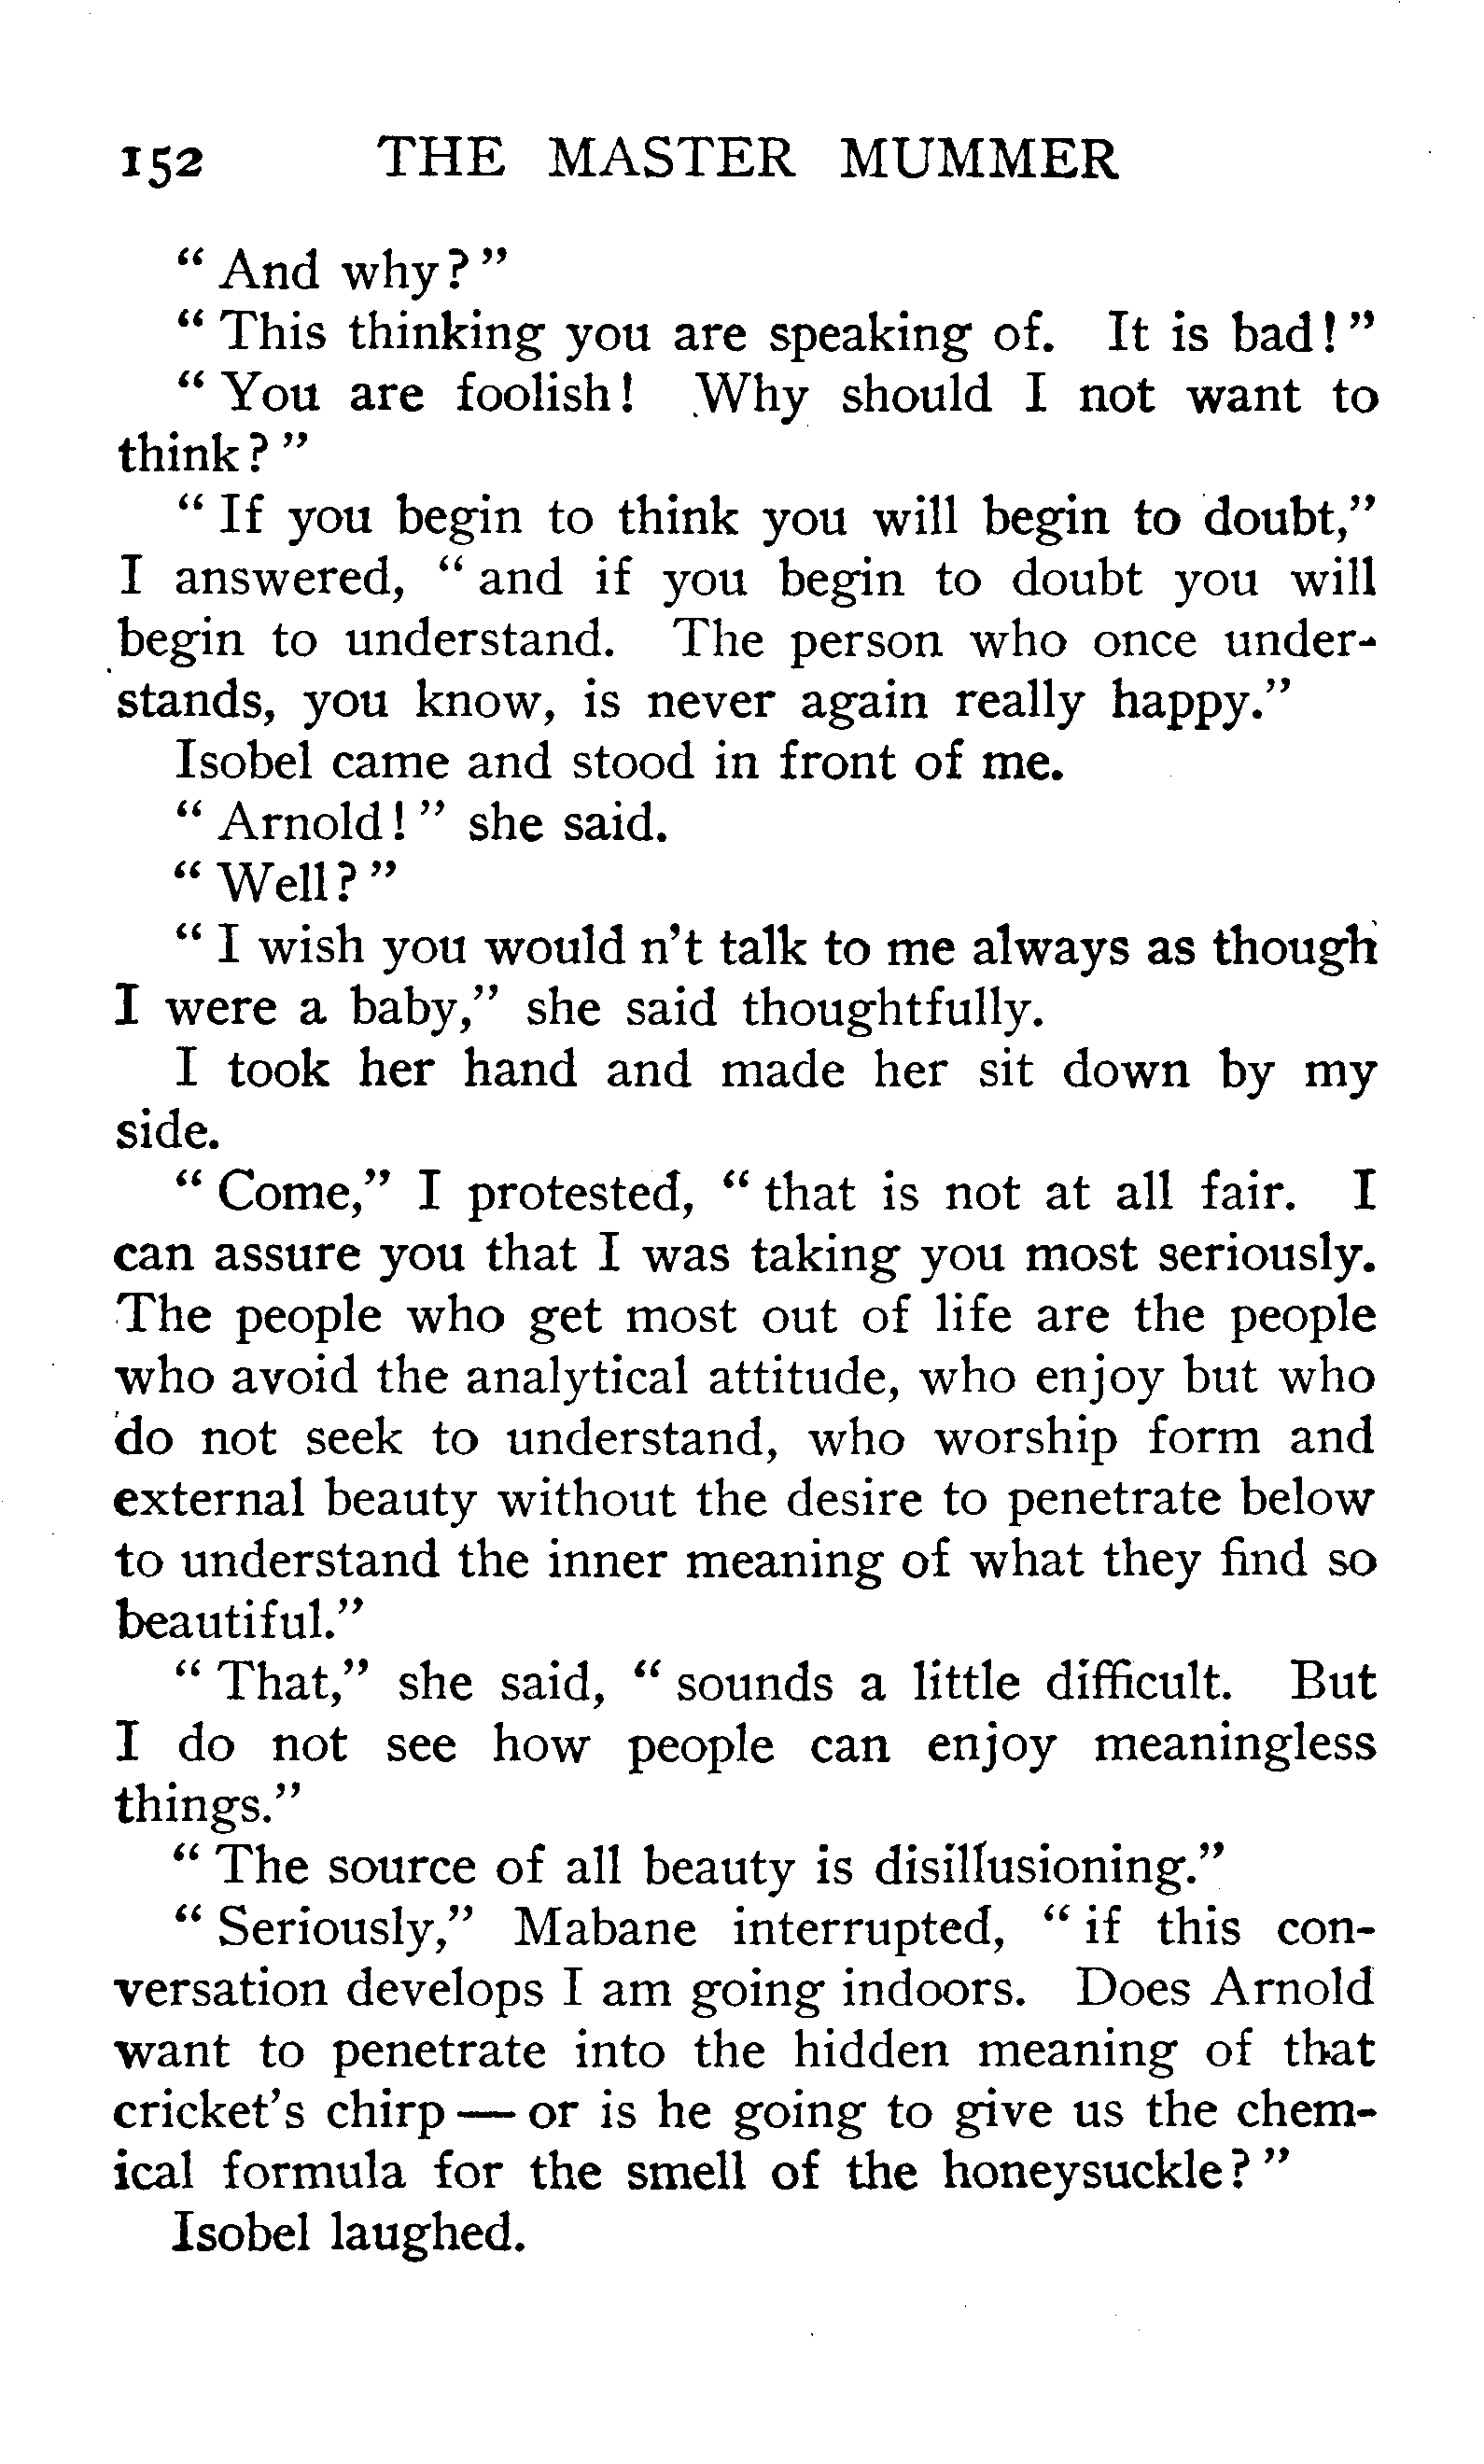 152 THE MASTER MUMMER
“ And why? ”
“ This thinking you are speaking of. It is bad! ”
“ You are foolish! Why should I not want to
think? ”
“ If you begin to think you will begin to doubt,”
I answered, “ and if you begin to doubt you will
begin to understand. The person who once under-
stands, you know, is never again really happy.”
Isobel came and stood in front of me.
“ Arnold! ” she said.
“ Well? ”
“ I wish you would n’t talk to me always as though
I were a baby,” she said thoughtfully.
I took her hand and made her sit down by my
side.
“ Come,” I protested, “ that is not at all fair. I
can assure you that I was taking you most seriously.
The people who get most out of life are the people
who avoid the analytical attitude, who enjoy but who
do not seek to understand, who worship form and
external beauty without the desire to penetrate below
to understand the inner meaning of what they find so
beautiful.”
“ That,” she said, “ sounds a little difficult. But
I do not see how people can enjoy meaningless
things.”
“ The source of all beauty is disillusioning.”
“ Seriously,” Mabane interrupted, “ if this con-
versation develops I am going indoors. Does Arnold
want to penetrate into the hidden meaning of that
cricket’s chirp — or is he going to give us the chem-
ical formula for the smell of the honeysuckle? ”
Isobel laughed.